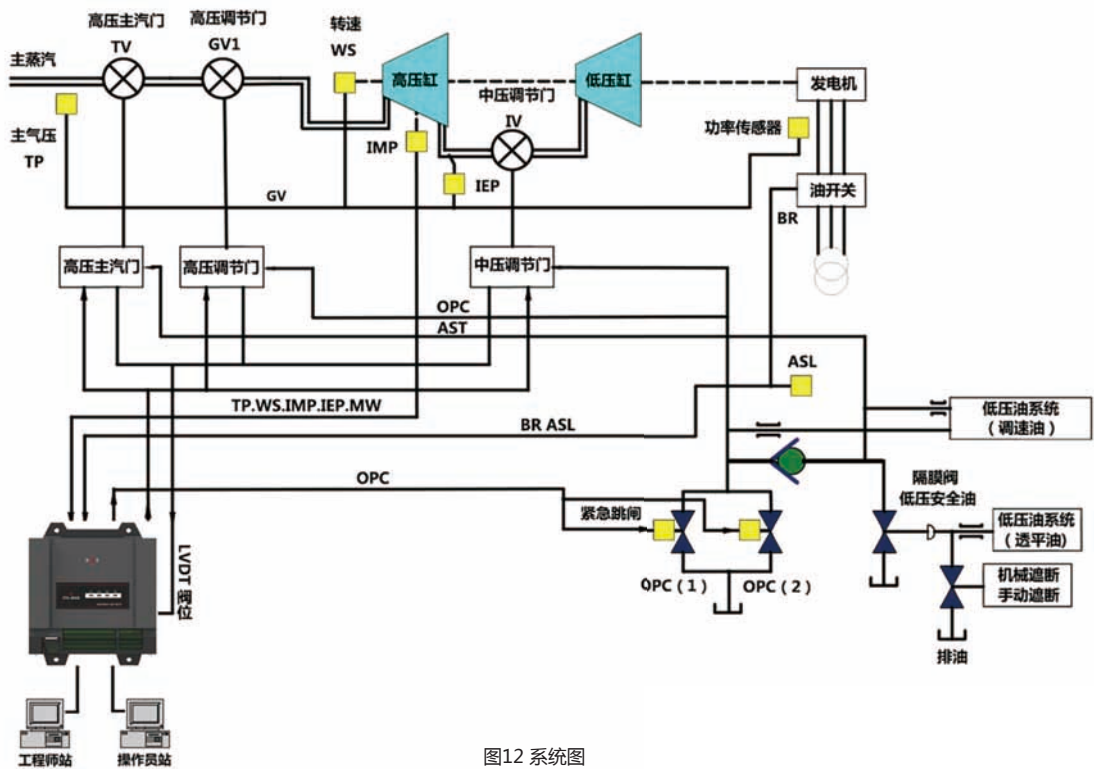 高压主汽门
TV
高压调节门
GV1
转速
WS
主蒸汽
高压缸
中压调节门
IV
低压缸
发电机
主气压
TP
IMP
IEP
功率传感器
GV
油开关
BR
高压主汽门
高压调节门
中压调节门
OPC
AST
ASL
TP.WS.IMP.IEP.MW
BR ASL
低压油系统
（调速油）
OPC
隔膜阀
低压安全油
紧急跳闸
低压油系统
（透平油)
LVDT 阀位
OPC（1）
OPC（2）
机械遮断
手动遮断
排油
工程师站
操作员站
图12 系统图